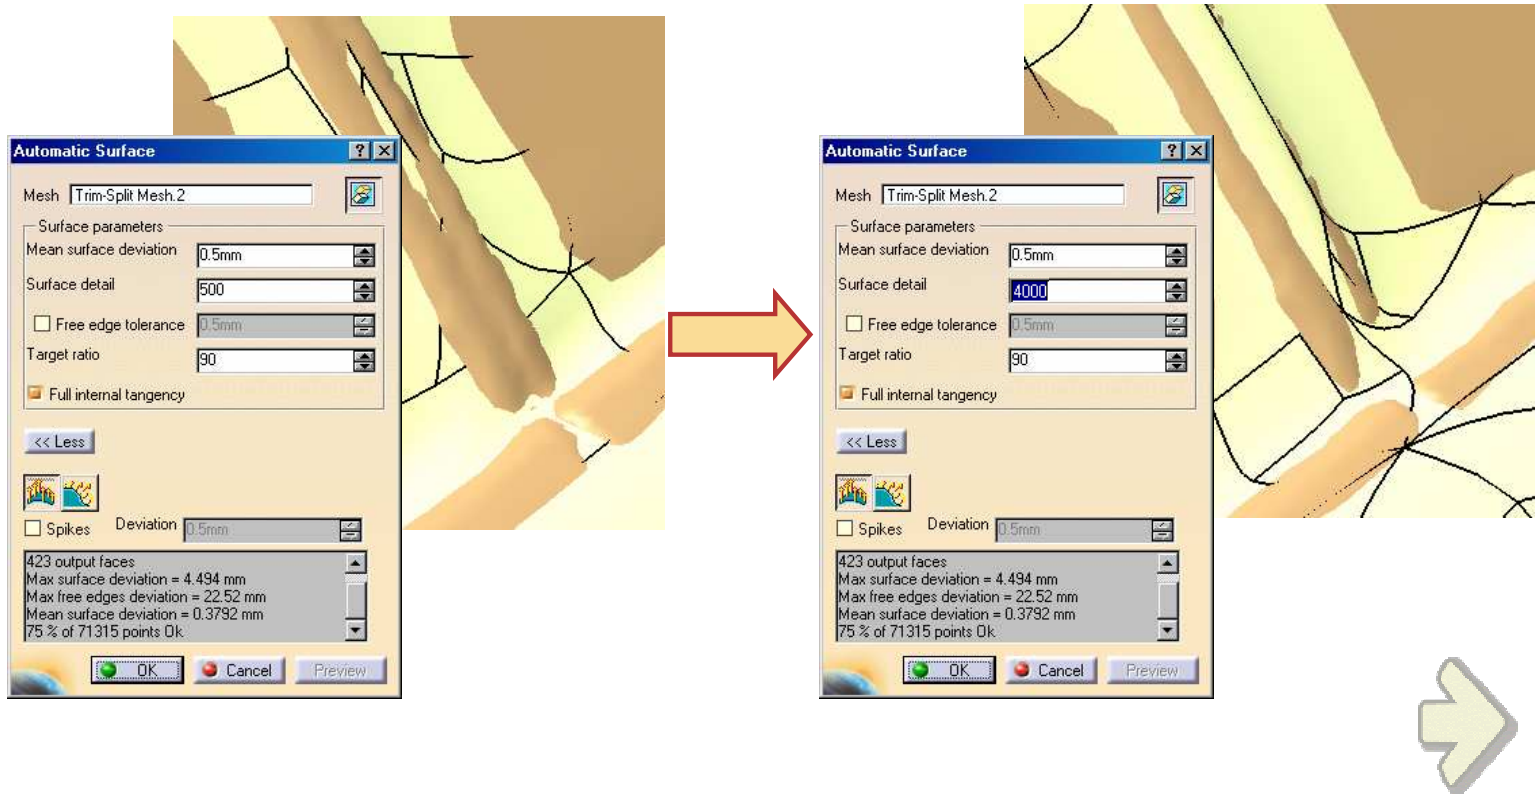 Automatic Surface
Mesh Trim-Split Mesh.2
Surface parameters
Mean surface deviation 0.5mm
Surface detail 500
Free edge tolerance 0.5mm
Target ratio 90
Full internal tangency
<< Less
Spikes Deviation 0.5mm
423 output faces
Max surface deviation = 4.494 mm
Max free edges deviation = 22.52 mm
Mean surface deviation = 0.3792 mm
75 % of 71315 points Ok
OK Cancel Preview
Automatic Surface
Mesh Trim-Split Mesh.2
Surface parameters
Mean surface deviation 0.5mm
Surface detail 4000
Free edge tolerance 0.5mm
Target ratio 90
Full internal tangency
<< Less
Spikes Deviation 0.5mm
423 output faces
Max surface deviation = 4.494 mm
Max free edges deviation = 22.52 mm
Mean surface deviation = 0.3792 mm
75 % of 71315 points Ok
OK Cancel Preview